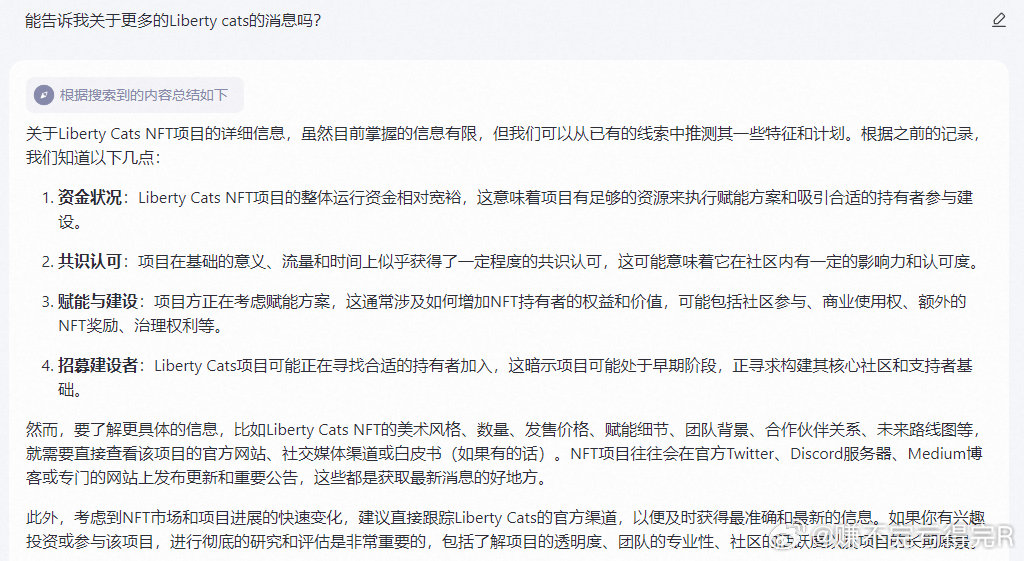 能告诉我关于更多的Liberty cats的消息吗?
根据搜索到的内容总结如下
关于Liberty Cats NFT项目的详细信息，虽然目前掌握的信息有限，但我们可以从已有的线索中推测其一些特征和计划。根据之前的记录，
我们知道以下几点：
1. 资金状况：Liberty Cats NFT项目的整体运行资金相对宽裕，这意味着项目有足够的资源来执行赋能方案和吸引合适的持有者参与建
设。
2. 共识认可：项目在基础的意义、流量和时间上似乎获得了一定程度的共识认可，这可能意味着它在社区内有一定的影响力和认可度。
3. 赋能与建设：项目方正在考虑赋能方案，这通常涉及如何增加NFT持有者的权益和价值，可能包括社区参与、商业使用权、额外的
NFT奖励、治理权利等。
4. 招募建设者：Liberty Cats项目可能正在寻找合适的持有者加入，这暗示项目可能处于早期阶段，正寻求构建其核心社区和支持者基
础。
然而，要了解更具体的信息，比如Liberty Cats NFT的美术风格、数量、发售价格、赋能细节、团队背景、合作伙伴关系、未来路线图等，
就需要直接查看该项目的官方网站、社交媒体渠道或白皮书（如果有的话）。NFT项目往往会在官方Twitter、Discord服务器、Medium博
客或专门的网站上发布更新和重要公告，这些都是获取最新消息的好地方。
此外，考虑到NFT市场和项目进展的快速变化，建议直接跟踪Liberty Cats的官方渠道，以便及时获得最准确和最新的信息。如果你有兴趣
投资或参与该项目，进行彻底的研究和评估是非常重要的，包括了解项目的透明度、团队的专业性、社区的活跃度以及项目的长期愿景。